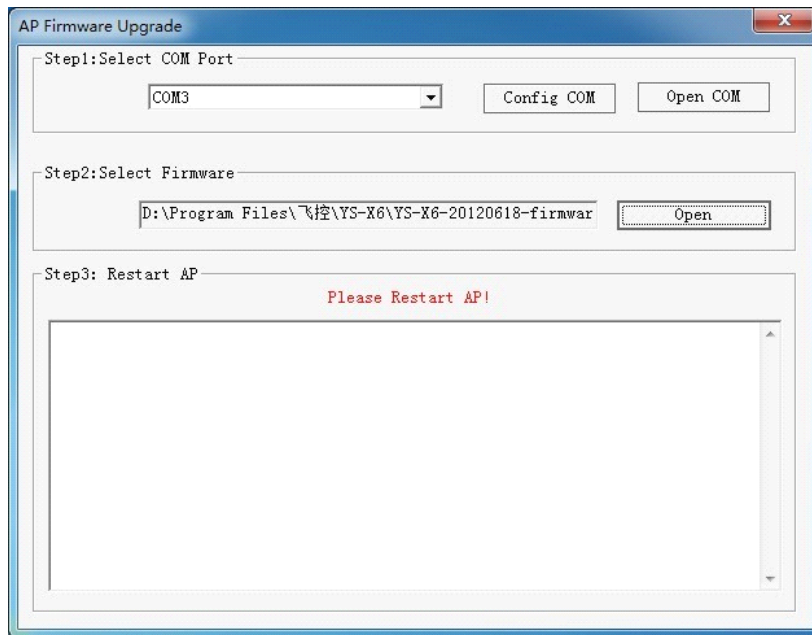 AP Firmware Upgrade
Step1:Select COM Port
COM3
Config COM
Open COM
Step2:Select Firmware
D:\Program Files\飞控\YS-X6\YS-X6-20120618-firmwar
Open
Step3: Restart AP
Please Restart AP!